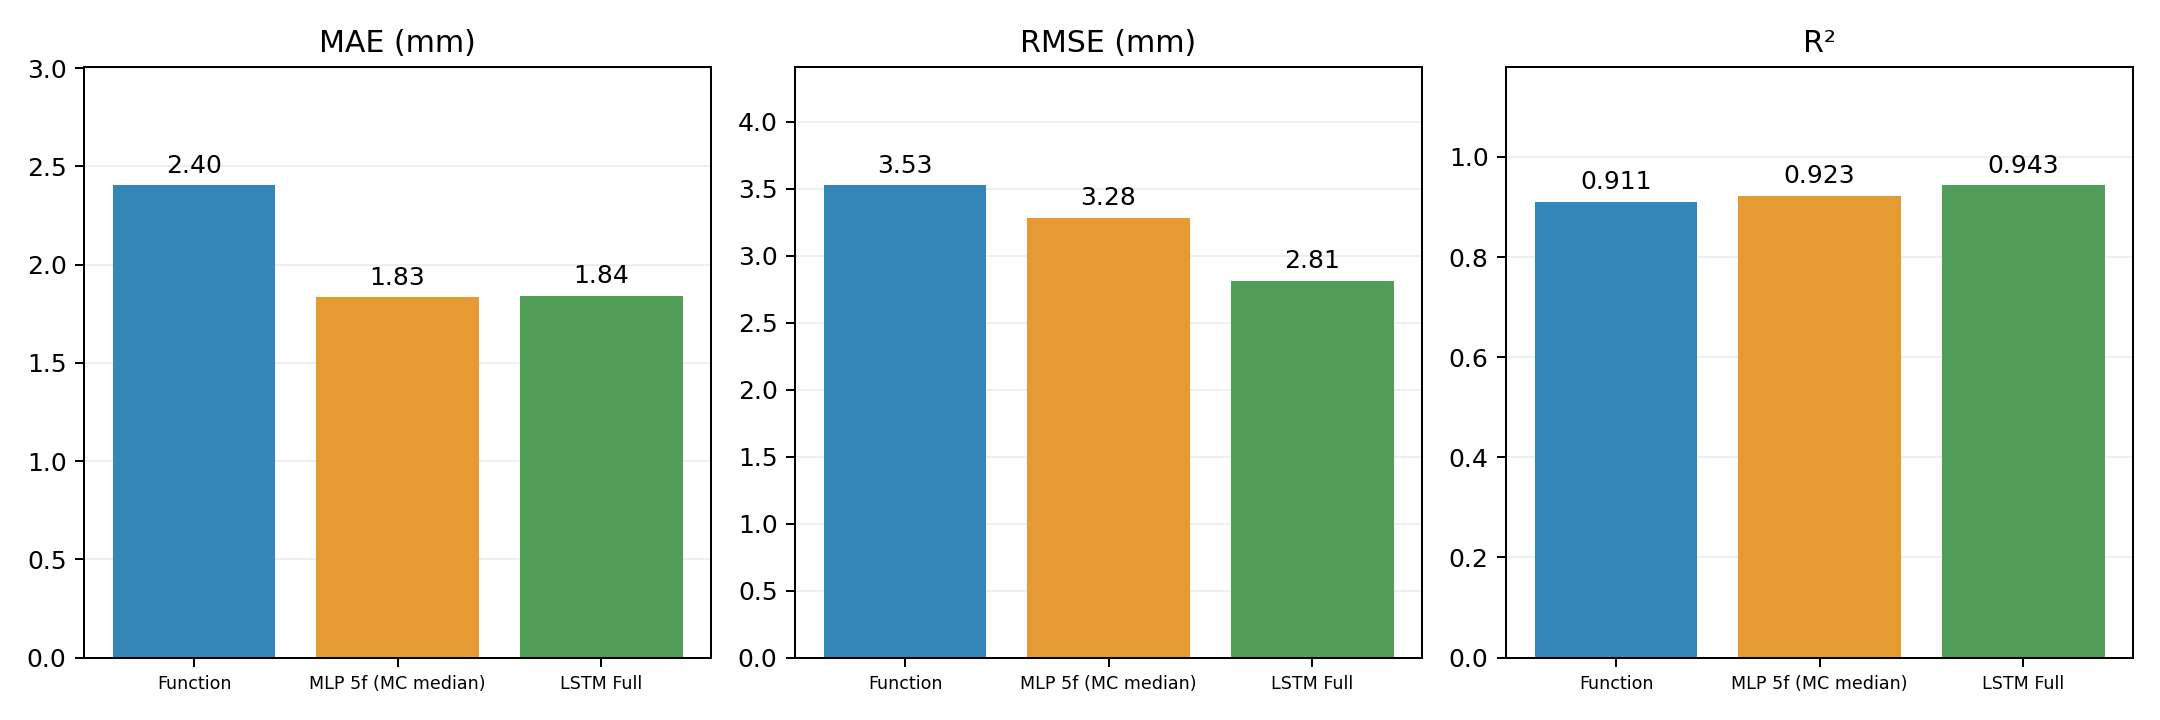 MAE (mm)
3.0
2.5
2.0
1.5
1.0
0.5
0.0
2.40
1.83
1.84
Function
MLP 5f (MC median)
LSTM Full
RMSE (mm)
4.0
3.5
3.0
2.5
2.0
1.5
1.0
0.5
0.0
3.53
3.28
2.81
Function
MLP 5f (MC median)
LSTM Full
R²
1.0
0.8
0.6
0.4
0.2
0.0
0.911
0.923
0.943
Function
MLP 5f (MC median)
LSTM Full